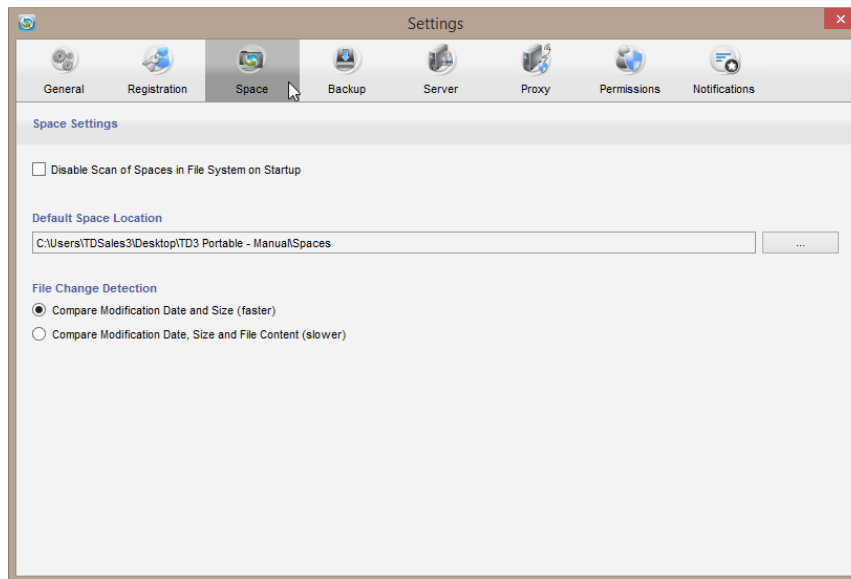 Settings
General Registration Space Backup Server Proxy Permissions Notifications
Space Settings
Disable Scan of Spaces in File System on Startup
Default Space Location
C:\Users\TDSales3\Desktop\TD3 Portable - Manual\Spaces
...
File Change Detection
Compare Modification Date and Size (faster)
Compare Modification Date, Size and File Content (slower)